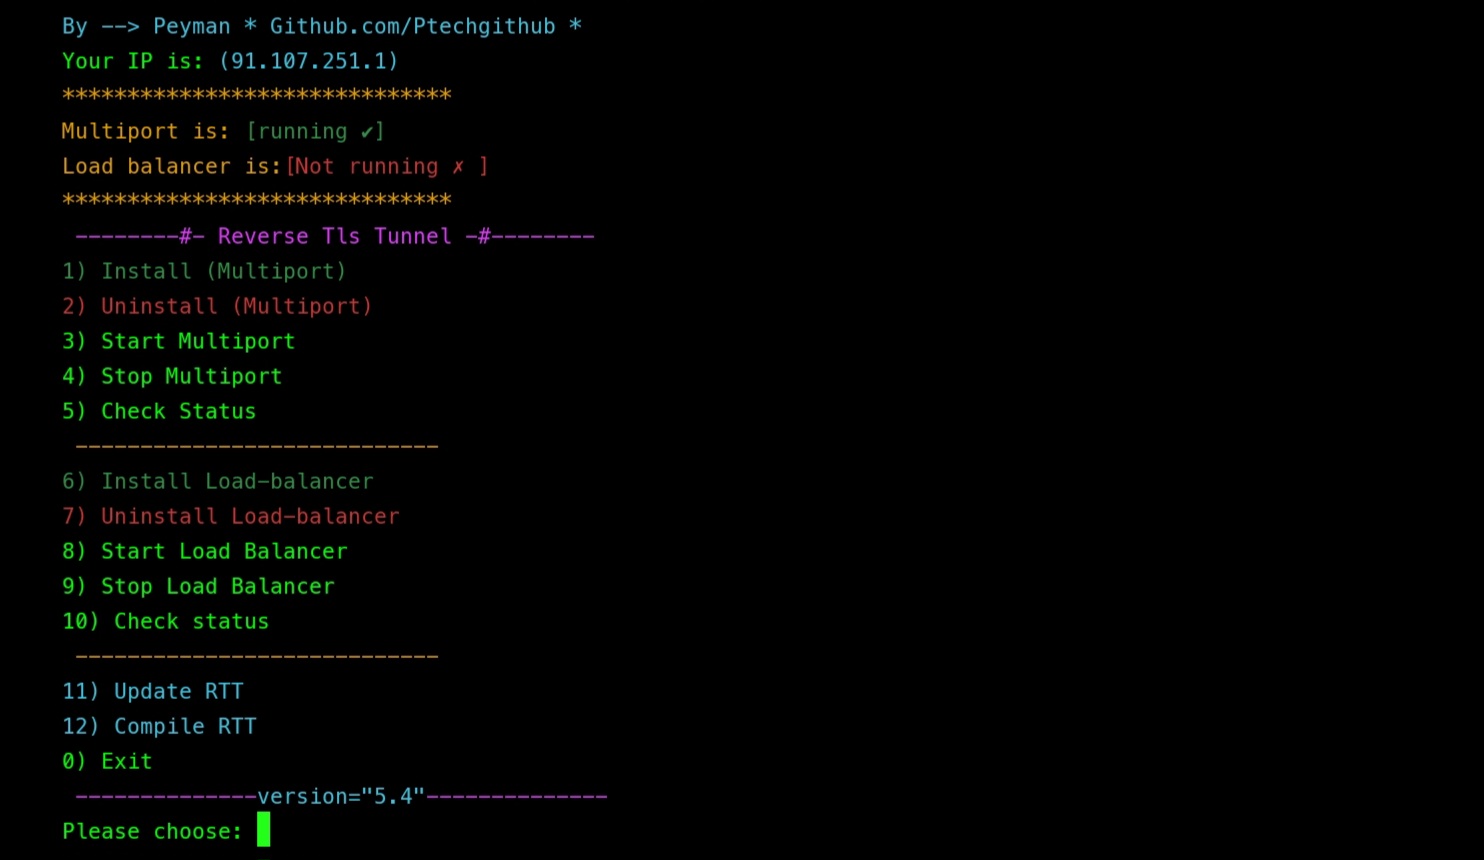 By --> Peyman * Github.com/Ptechgithub *
Your IP is: (91.107.251.1)
******************************
Multiport is: [running ✔]
Load balancer is:[Not running ✗ ]
******************************
--------#- Reverse Tls Tunnel -#--------
1) Install (Multiport)
2) Uninstall (Multiport)
3) Start Multiport
4) Stop Multiport
5) Check Status
----------------------------
6) Install Load-balancer
7) Uninstall Load-balancer
8) Start Load Balancer
9) Stop Load Balancer
10) Check status
----------------------------
11) Update RTT
12) Compile RTT
0) Exit
--------------version="5.4"--------------
Please choose: